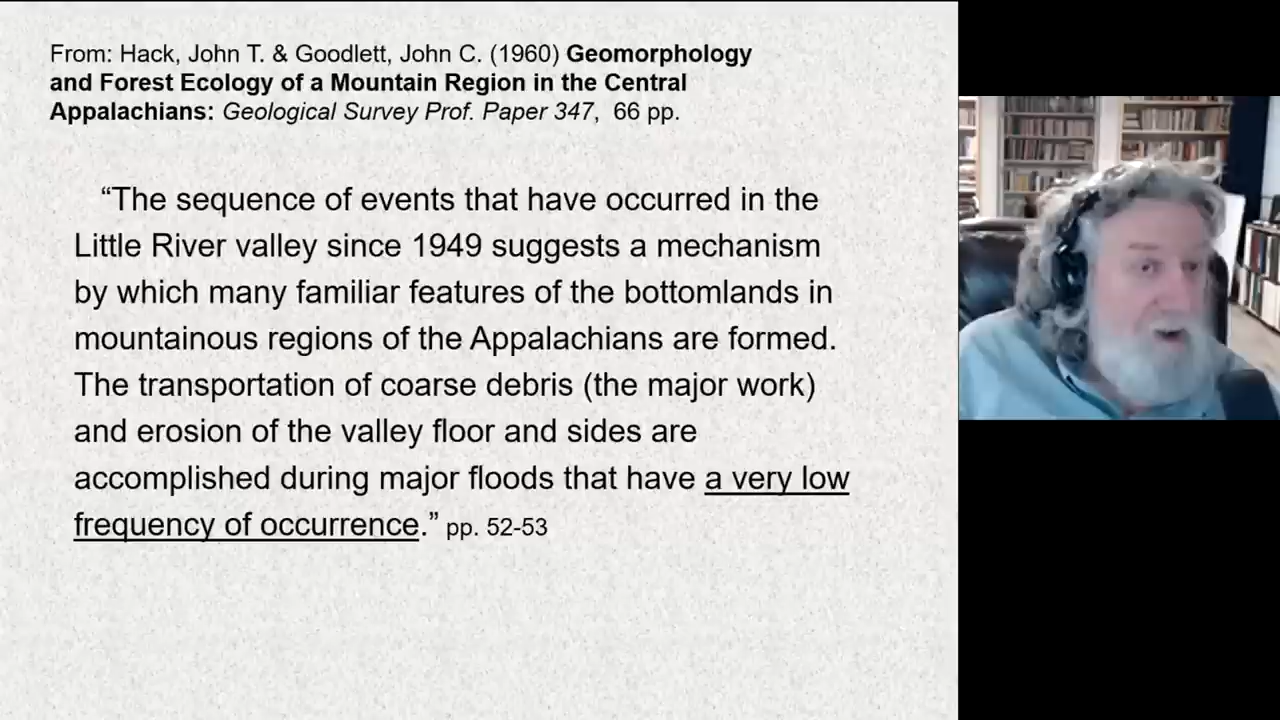 From: Hack, John T. & Goodlett, John C. (1960) Geomorphology
and Forest Ecology of a Mountain Region in the Central
Appalachians: Geological Survey Prof. Paper 347, 66 pp.
“The sequence of events that have occurred in the
Little River valley since 1949 suggests a mechanism
by which many familiar features of the bottomlands in
mountainous regions of the Appalachians are formed.
The transportation of coarse debris (the major work)
and erosion of the valley floor and sides are
accomplished during major floods that have a very low
frequency of occurrence.” pp. 52-53